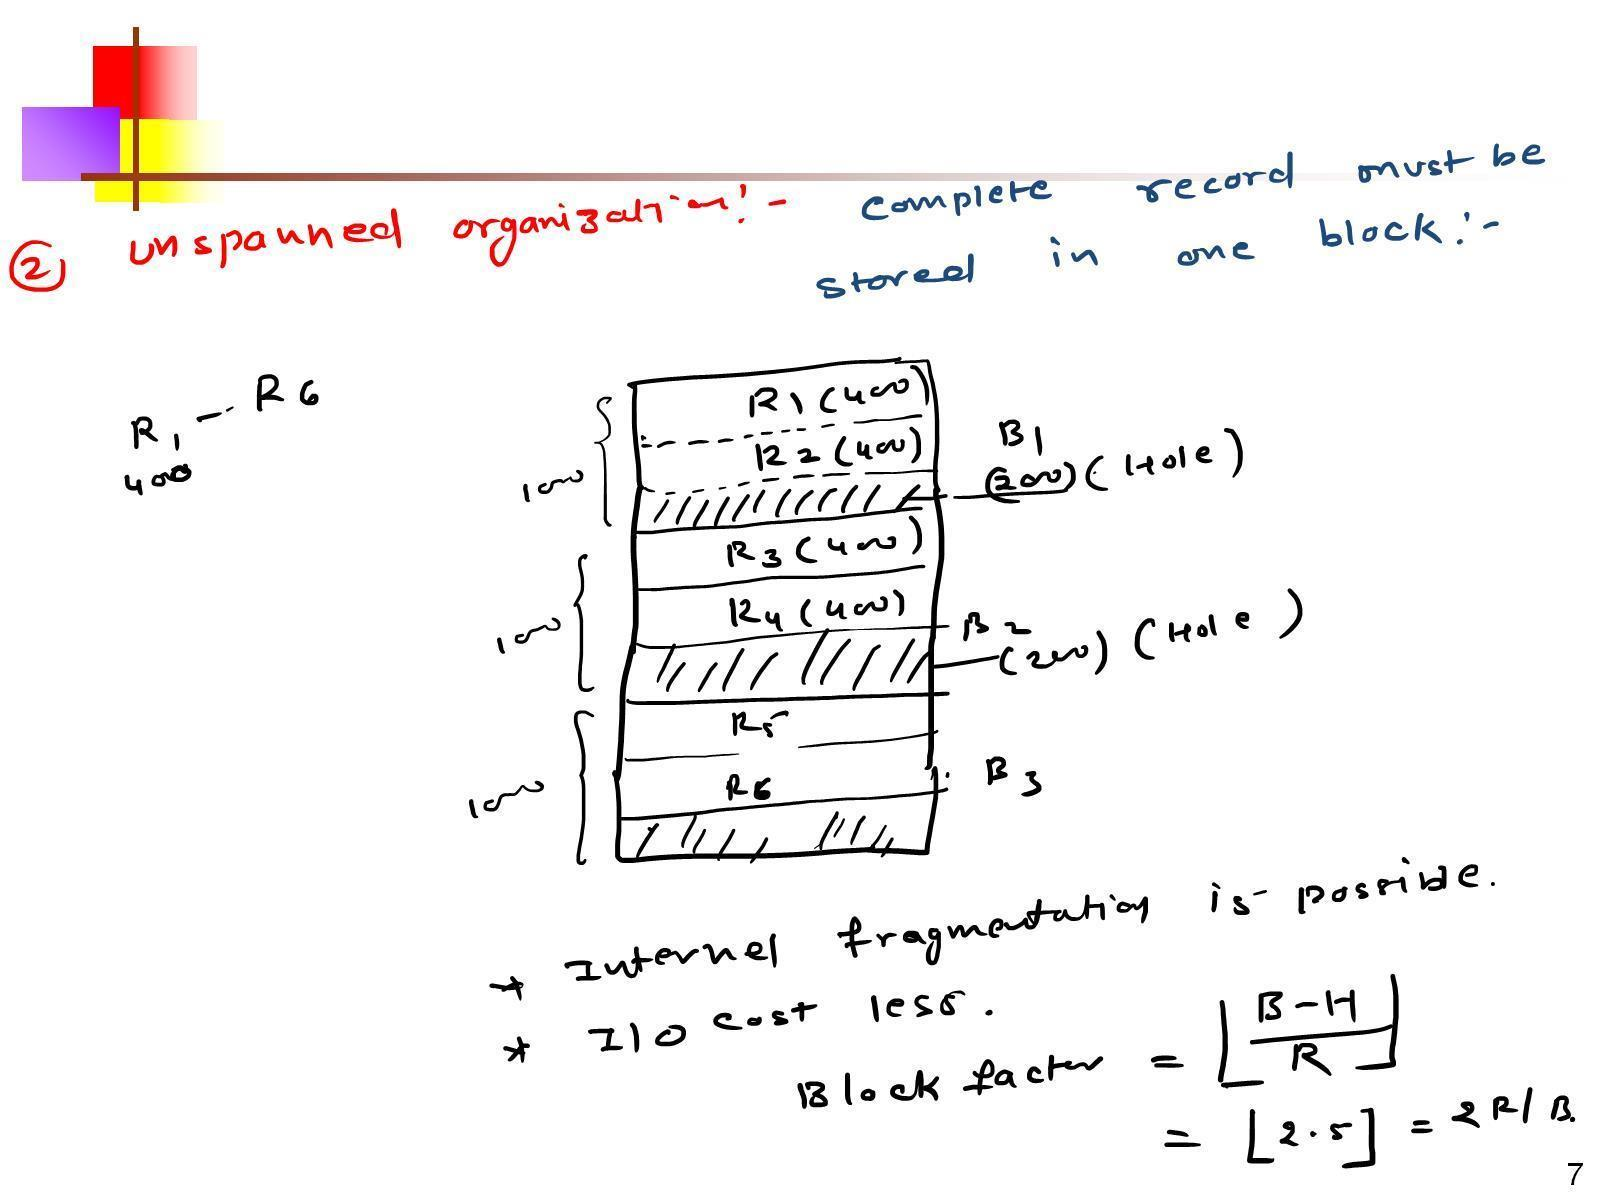 ② unspanned organization :- complete record must be
stored in one block :-
R1 -- R6
400
1000
R1 (400)
R2 (400)
B1
(200) (Hole)
1000
R3 (400)
R4 (400)
B2
(200) (Hole)
1000
R5
R6
B3
* Internel fragmentation is possible.
* I/O cost less.
Block factor = ⌊(B-H)/R⌋
= ⌊2.5⌋ = 2 R/B.
7